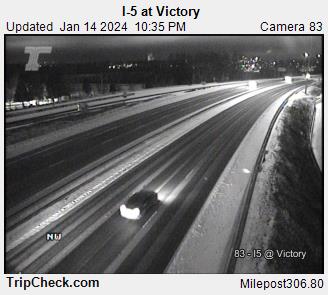 I-5 at Victory
Updated Jan 14 2024 10:35 PM Camera 83
T
NW
83 - I5 @ Victory
TripCheck.com Milepost306.80